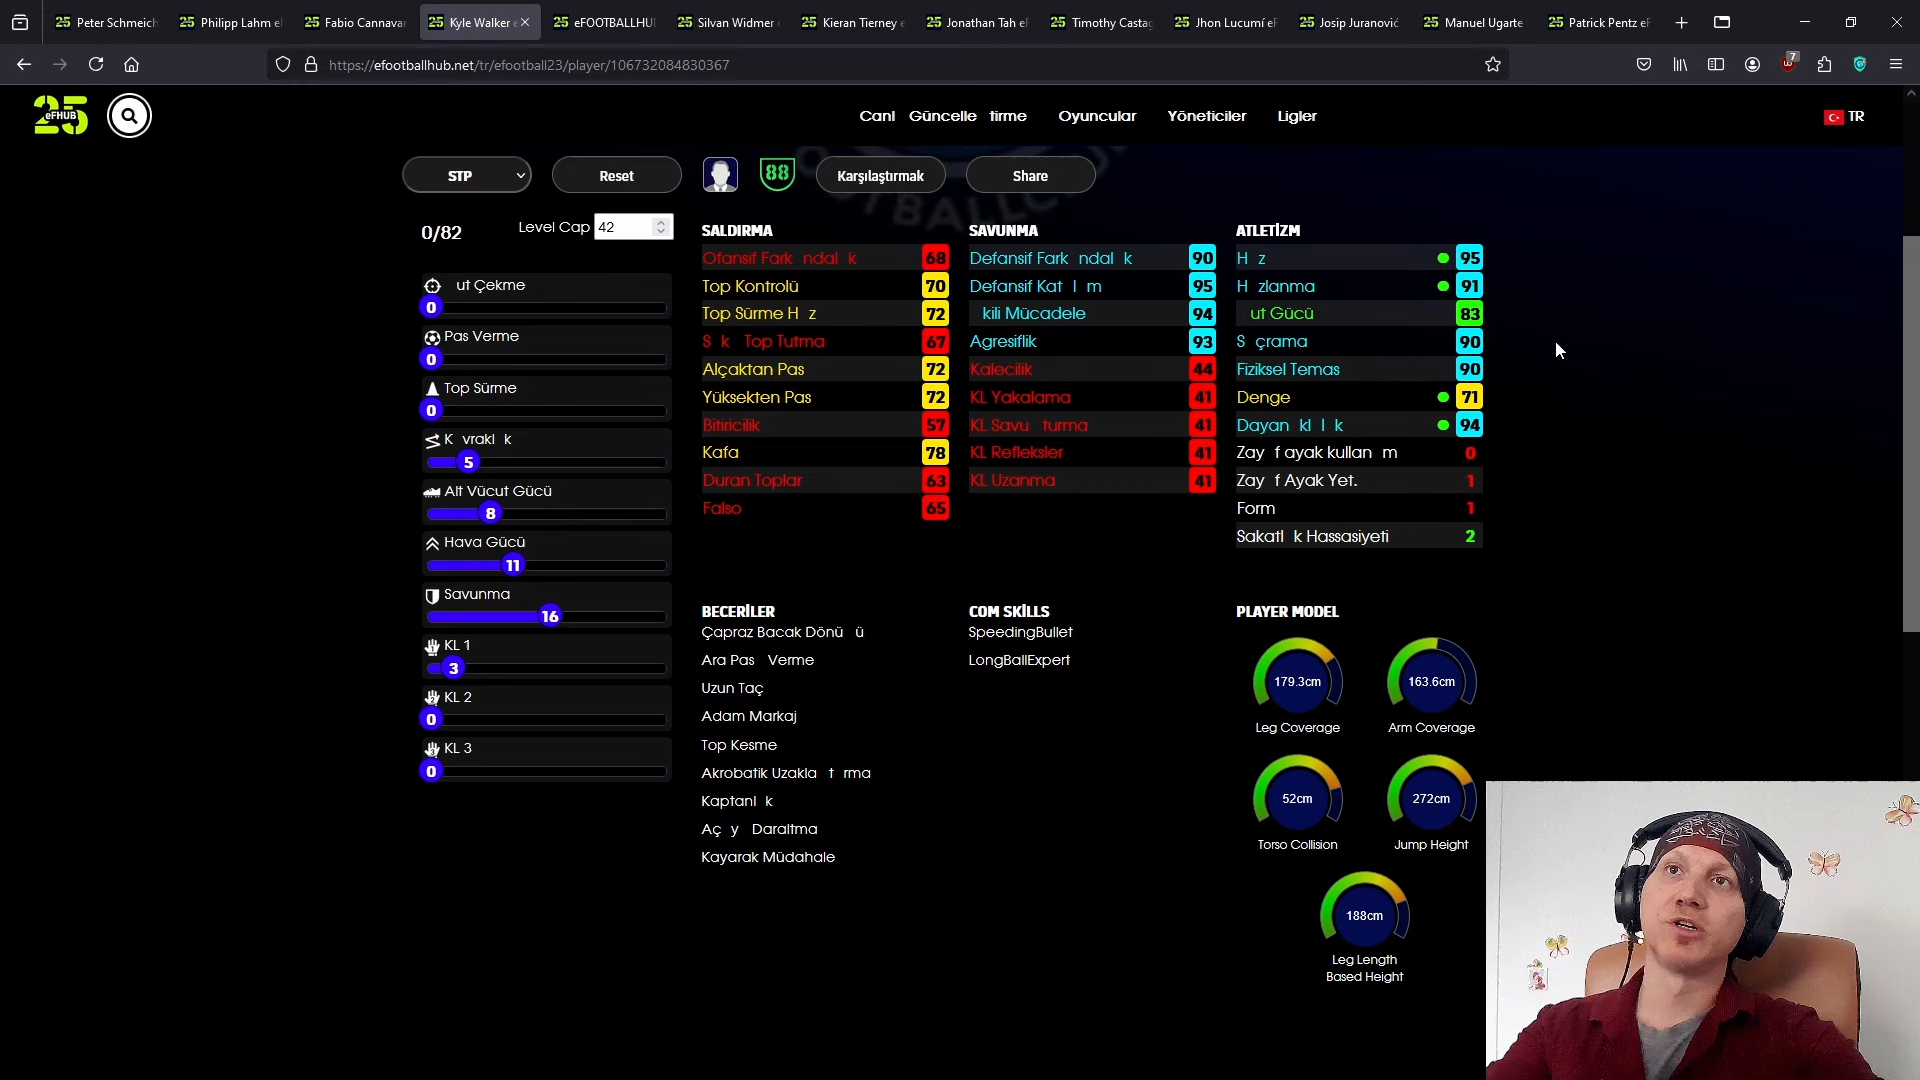 25 Peter Schmeich
25 Philipp Lahm eF
25 Fabio Cannavar
25 Kyle Walker e
25 eFOOTBALLHU
25 Silvan Widmer
25 Kieran Tierney e
25 Jonathan Tah eF
25 Timothy Castag
25 Jhon Lucumí eF
25 Josip Juranović
25 Manuel Ugarte
25 Patrick Pentz eF
https://efootballhub.net/tr/efootball23/player/106732084830367
7
25 eFHUB
Canl Güncelle tirme
Oyuncular
Yöneticiler
Ligler
TR
STP
Reset
88
Karşılaştırmak
Share
0/82
Level Cap 42
ut Çekme
0
Pas Verme
0
Top Sürme
0
K vrakl k
5
Alt Vücut Gücü
8
Hava Gücü
11
Savunma
16
KL 1
3
KL 2
0
KL 3
0
SALDIRMA
Ofansif Fark ndal k 68
Top Kontrolü 70
Top Sürme H z 72
S k Top Tutma 67
Alçaktan Pas 72
Yüksekten Pas 72
Bitiricilik 57
Kafa 78
Duran Toplar 63
Falso 65
SAVUNMA
Defansif Fark ndal k 90
Defansif Kat l m 95
kili Mücadele 94
Agresiflik 93
Kalecilik 44
KL Yakalama 41
KL Savu turma 41
KL Refleksler 41
KL Uzanma 41
ATLETİZM
H z 95
H zlanma 91
ut Gücü 83
S çrama 90
Fiziksel Temas 90
Denge 71
Dayan kl l k 94
Zay f ayak kullan m 0
Zay f Ayak Yet. 1
Form 1
Sakatl k Hassasiyeti 2
BECERİLER
Çapraz Bacak Dönü ü
Ara Pas Verme
Uzun Taç
Adam Markaj
Top Kesme
Akrobatik Uzakla t rma
Kaptanl k
Aç y Daraltma
Kayarak Müdahale
COM SKİLLS
SpeedingBullet
LongBallExpert
PLAYER MODEL
179.3cm
Leg Coverage
163.6cm
Arm Coverage
52cm
Torso Collision
272cm
Jump Height
188cm
Leg Length
Based Height